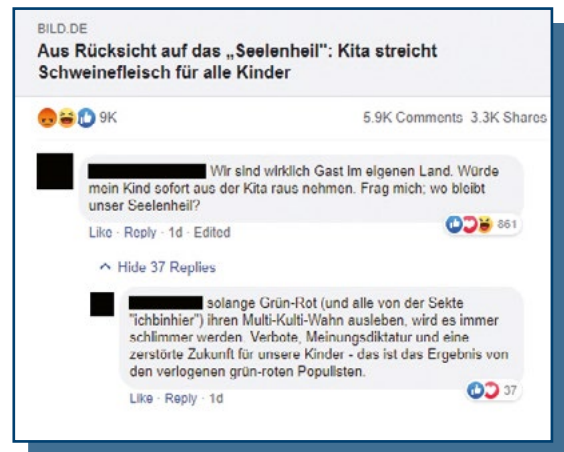 BILD.DE
Aus Rücksicht auf das „Seelenheil": Kita streicht
Schweinefleisch für alle Kinder
9K
5.9K Comments 3.3K Shares
Wir sind wirklich Gast im eigenen Land. Würde
mein Kind sofort aus der Kita raus nehmen. Frag mich; wo bleibt
unser Seelenheil?
861
Like · Reply · 1d · Edited
Hide 37 Replies
solange Grün-Rot (und alle von der Sekte
"ichbinhier") ihren Multi-Kulti-Wahn ausleben, wird es immer
schlimmer werden. Verbote, Meinungsdiktatur und eine
zerstörte Zukunft für unsere Kinder - das ist das Ergebnis von
den verlogenen grün-roten Populisten.
37
Like · Reply · 1d